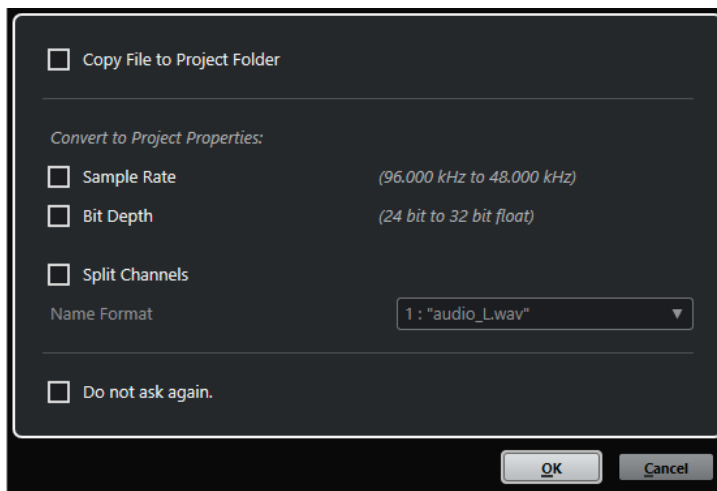 Copy File to Project Folder
Convert to Project Properties:
Sample Rate (96.000 kHz to 48.000 kHz)
Bit Depth (24 bit to 32 bit float)
Split Channels
Name Format 1 : "audio_L.wav"
Do not ask again.
OK Cancel